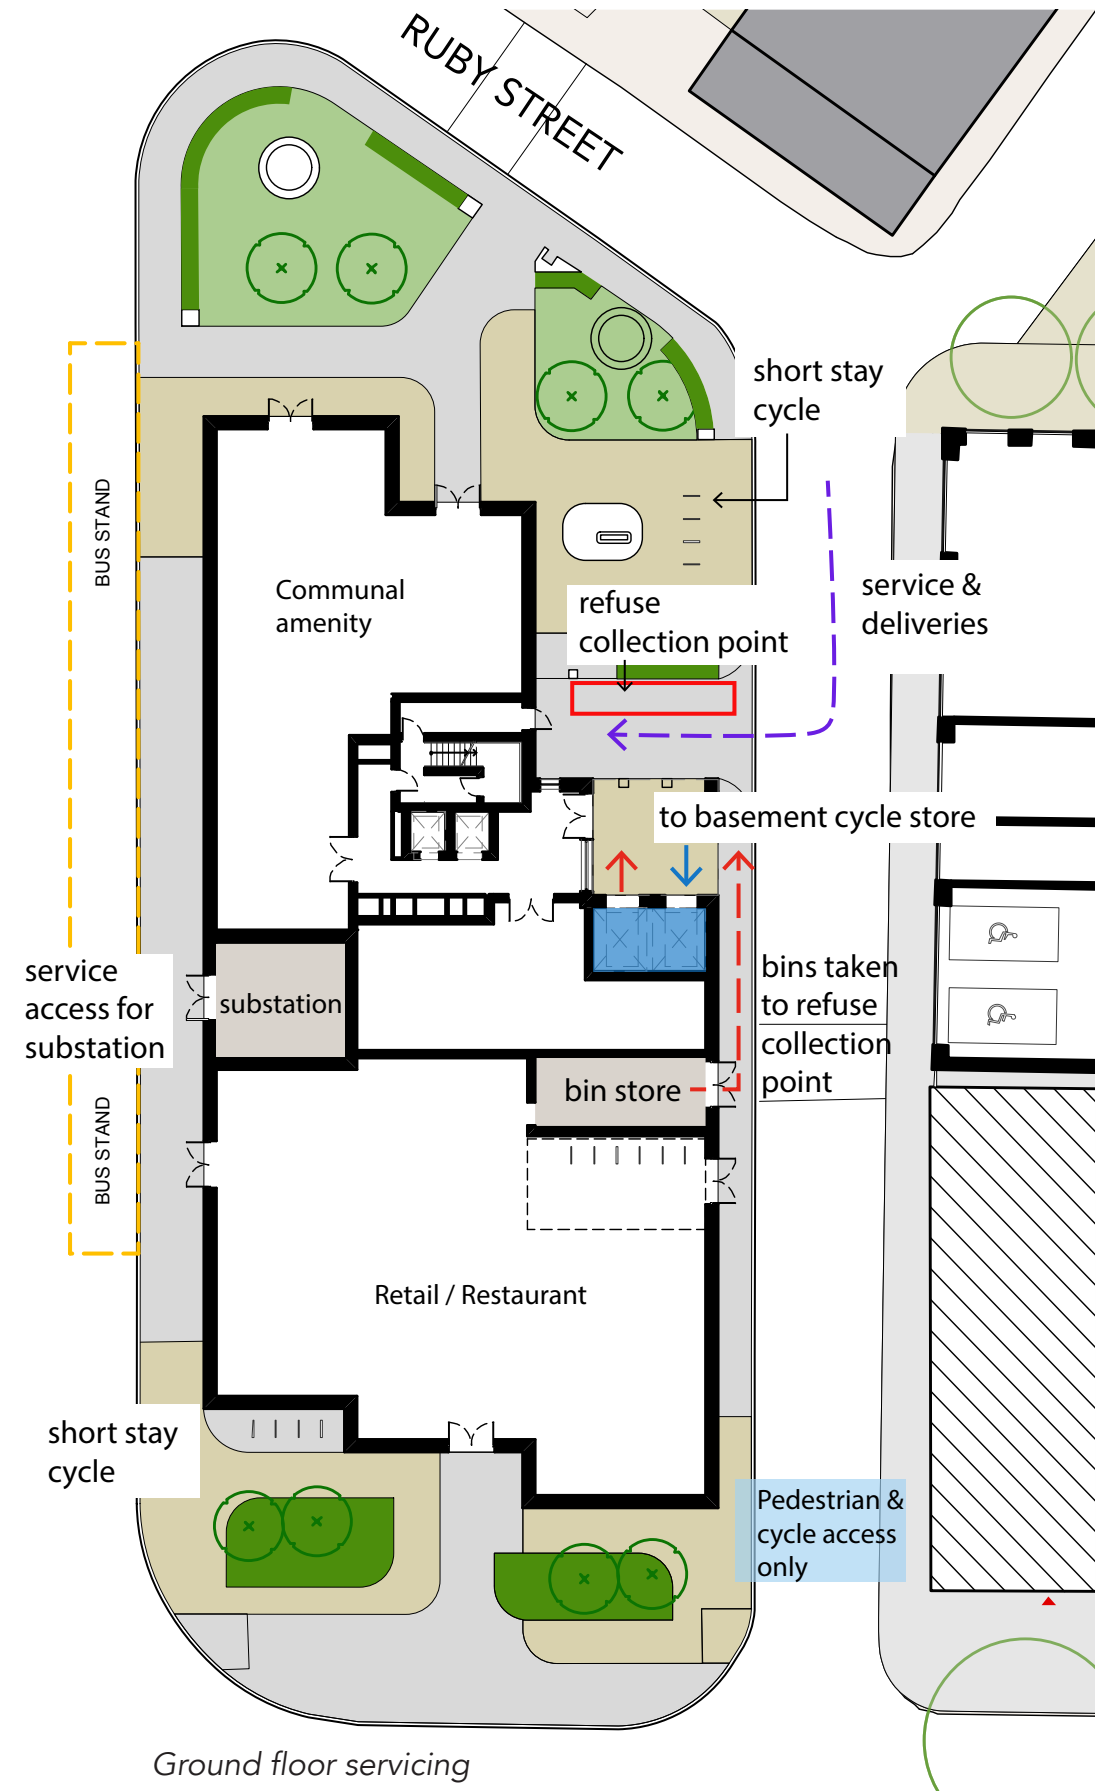 RUBY STREET
short stay
cycle
BUS STAND
Communal
amenity
service &
deliveries
refuse
collection point
to basement cycle store
service
access for
substation
substation
bins taken
to refuse
collection
point
bin store
BUS STAND
Retail / Restaurant
short stay
cycle
Pedestrian &
cycle access
only
Ground floor servicing